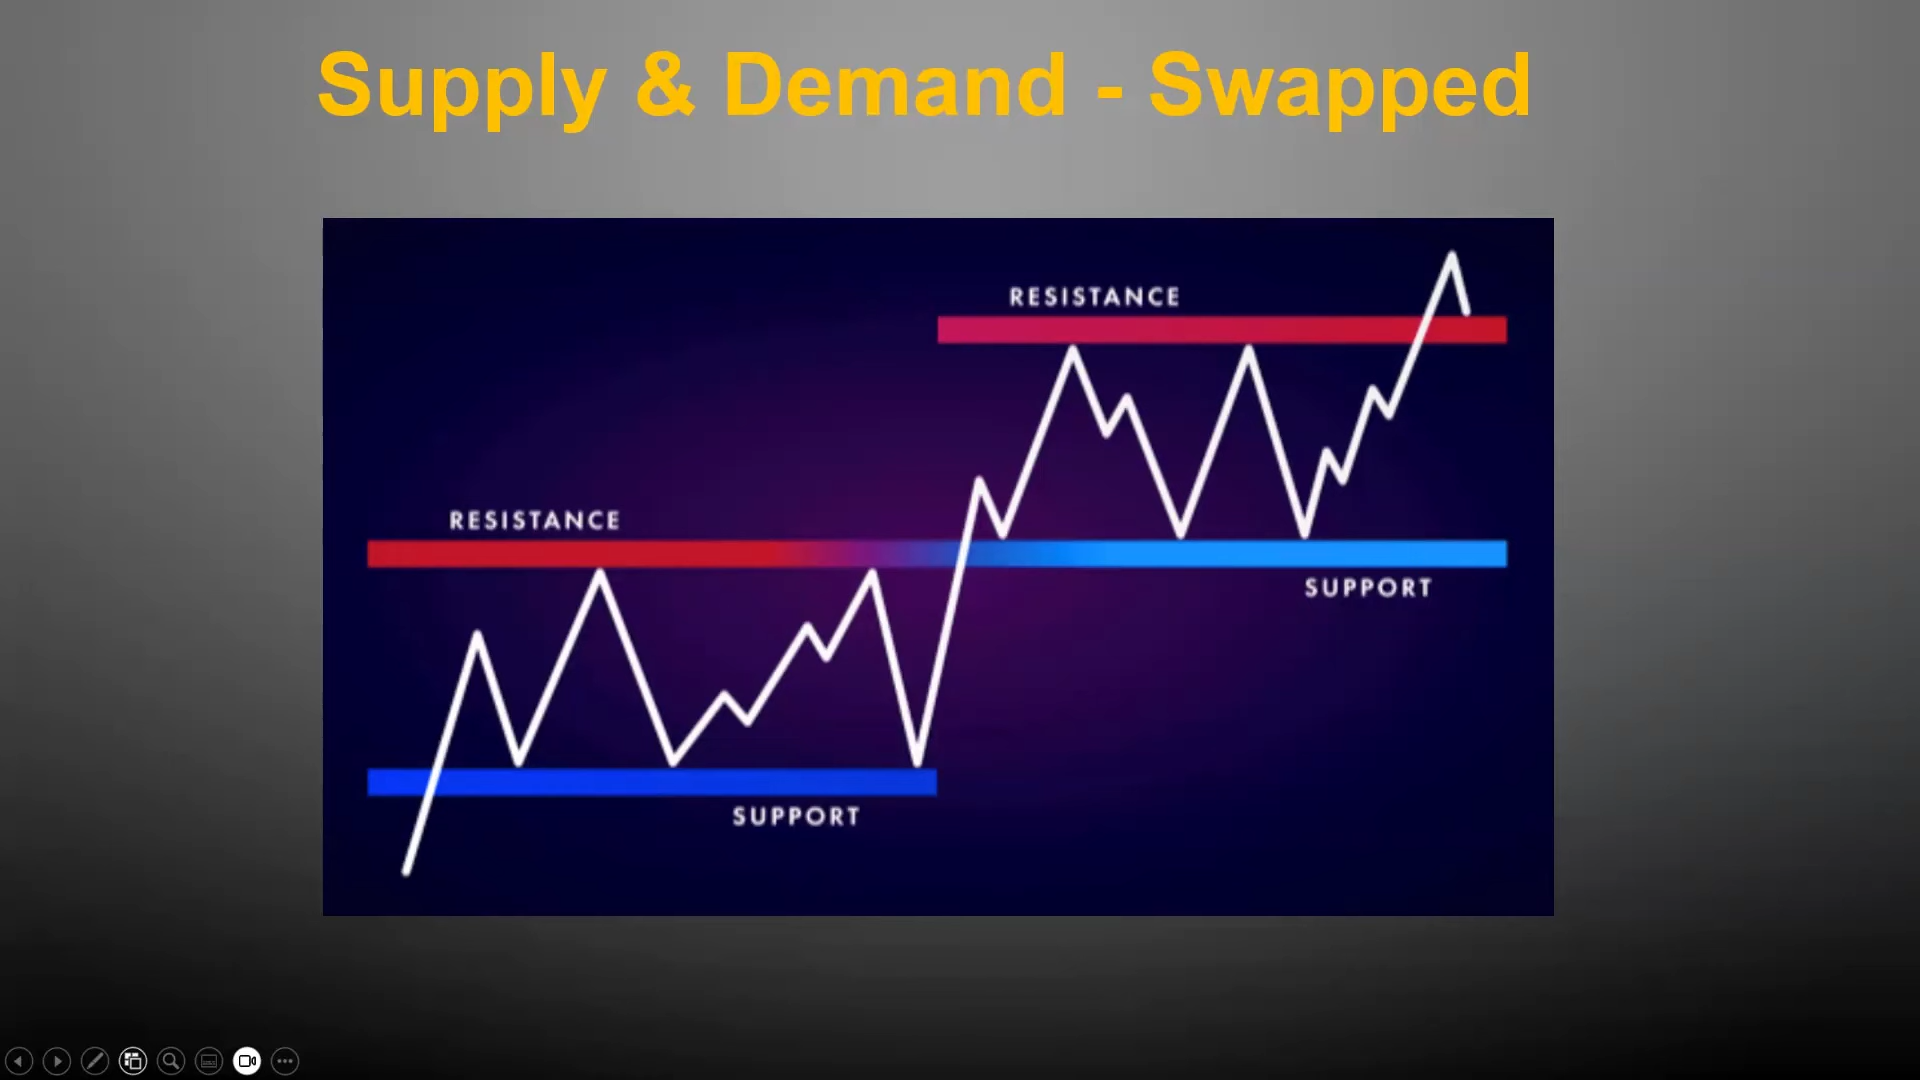 Supply & Demand - Swapped
RESISTANCE
RESISTANCE
SUPPORT
SUPPORT